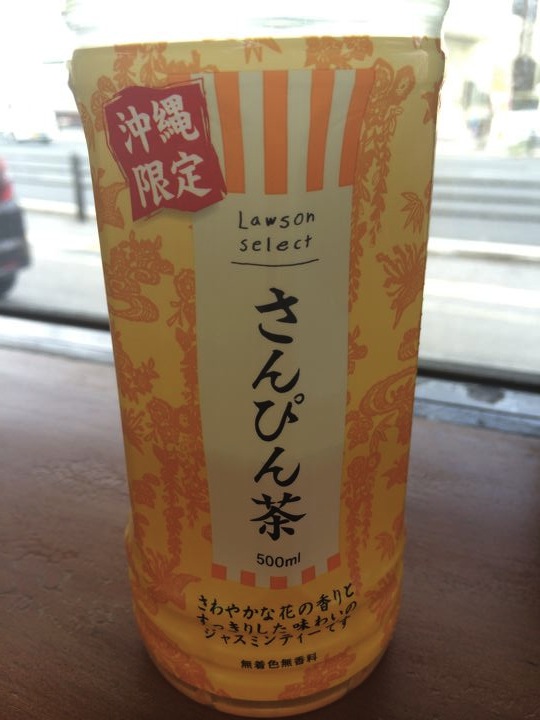 沖縄
限定
Lawson
select
さんぴん茶
500ml
さわやかな花の香りと
すっきりした味わいの
ジャスミンティーです
無着色無香料